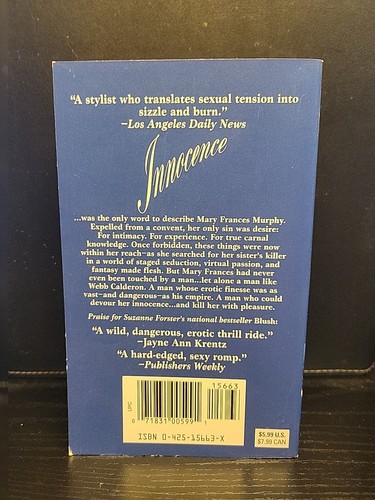 “A stylist who translates sexual tension into
sizzle and burn.”
–Los Angeles Daily News
Innocence
...was the only word to describe Mary Frances Murphy.
Expelled from a convent, her only sin was desire:
For intimacy. For experience. For true carnal
knowledge. Once forbidden, these things were now
within her reach–as she searched for her sister's killer
in a world of staged seduction, virtual passion, and
fantasy made flesh. But Mary Frances had never
even been touched by a man...let alone a man like
Webb Calderon. A man whose erotic finesse was as
vast–and dangerous–as his empire. A man who could
devour her innocence...and kill her with pleasure.
Praise for Suzanne Forster's national bestseller Blush:
“A wild, dangerous, erotic thrill ride.”
–Jayne Ann Krentz
“A hard-edged, sexy romp.”
–Publishers Weekly
15663
UPC
0 71831 00599 1
ISBN 0-425-15663-X
$5.99 U.S.
$7.99 CAN